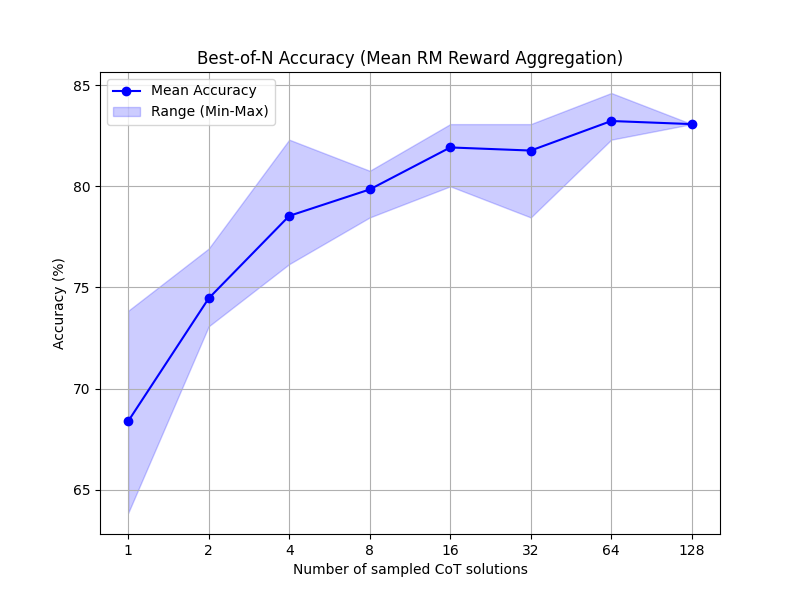 Best-of-N Accuracy (Mean RM Reward Aggregation)
Mean Accuracy
Range (Min-Max)
Accuracy (%)
85
80
75
70
65
1 2 4 8 16 32 64 128
Number of sampled CoT solutions